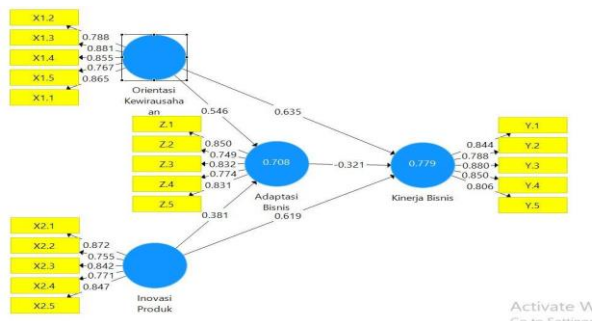 X1.2
X1.3
X1.4
X1.5
X1.1
0.788
0.881
0.855
0.767
0.865
Orientasi
Kewirausaha
an
0.546
0.635
Z.1
Z.2
Z.3
Z.4
Z.5
0.850
0.749
0.832
0.774
0.831
0.708
Adaptasi
Bisnis
-0.321
0.779
Kinerja Bisnis
0.844
0.788
0.880
0.850
0.806
Y.1
Y.2
Y.3
Y.4
Y.5
0.381
0.619
X2.1
X2.2
X2.3
X2.4
X2.5
0.872
0.755
0.842
0.771
0.847
Inovasi
Produk
Activate W